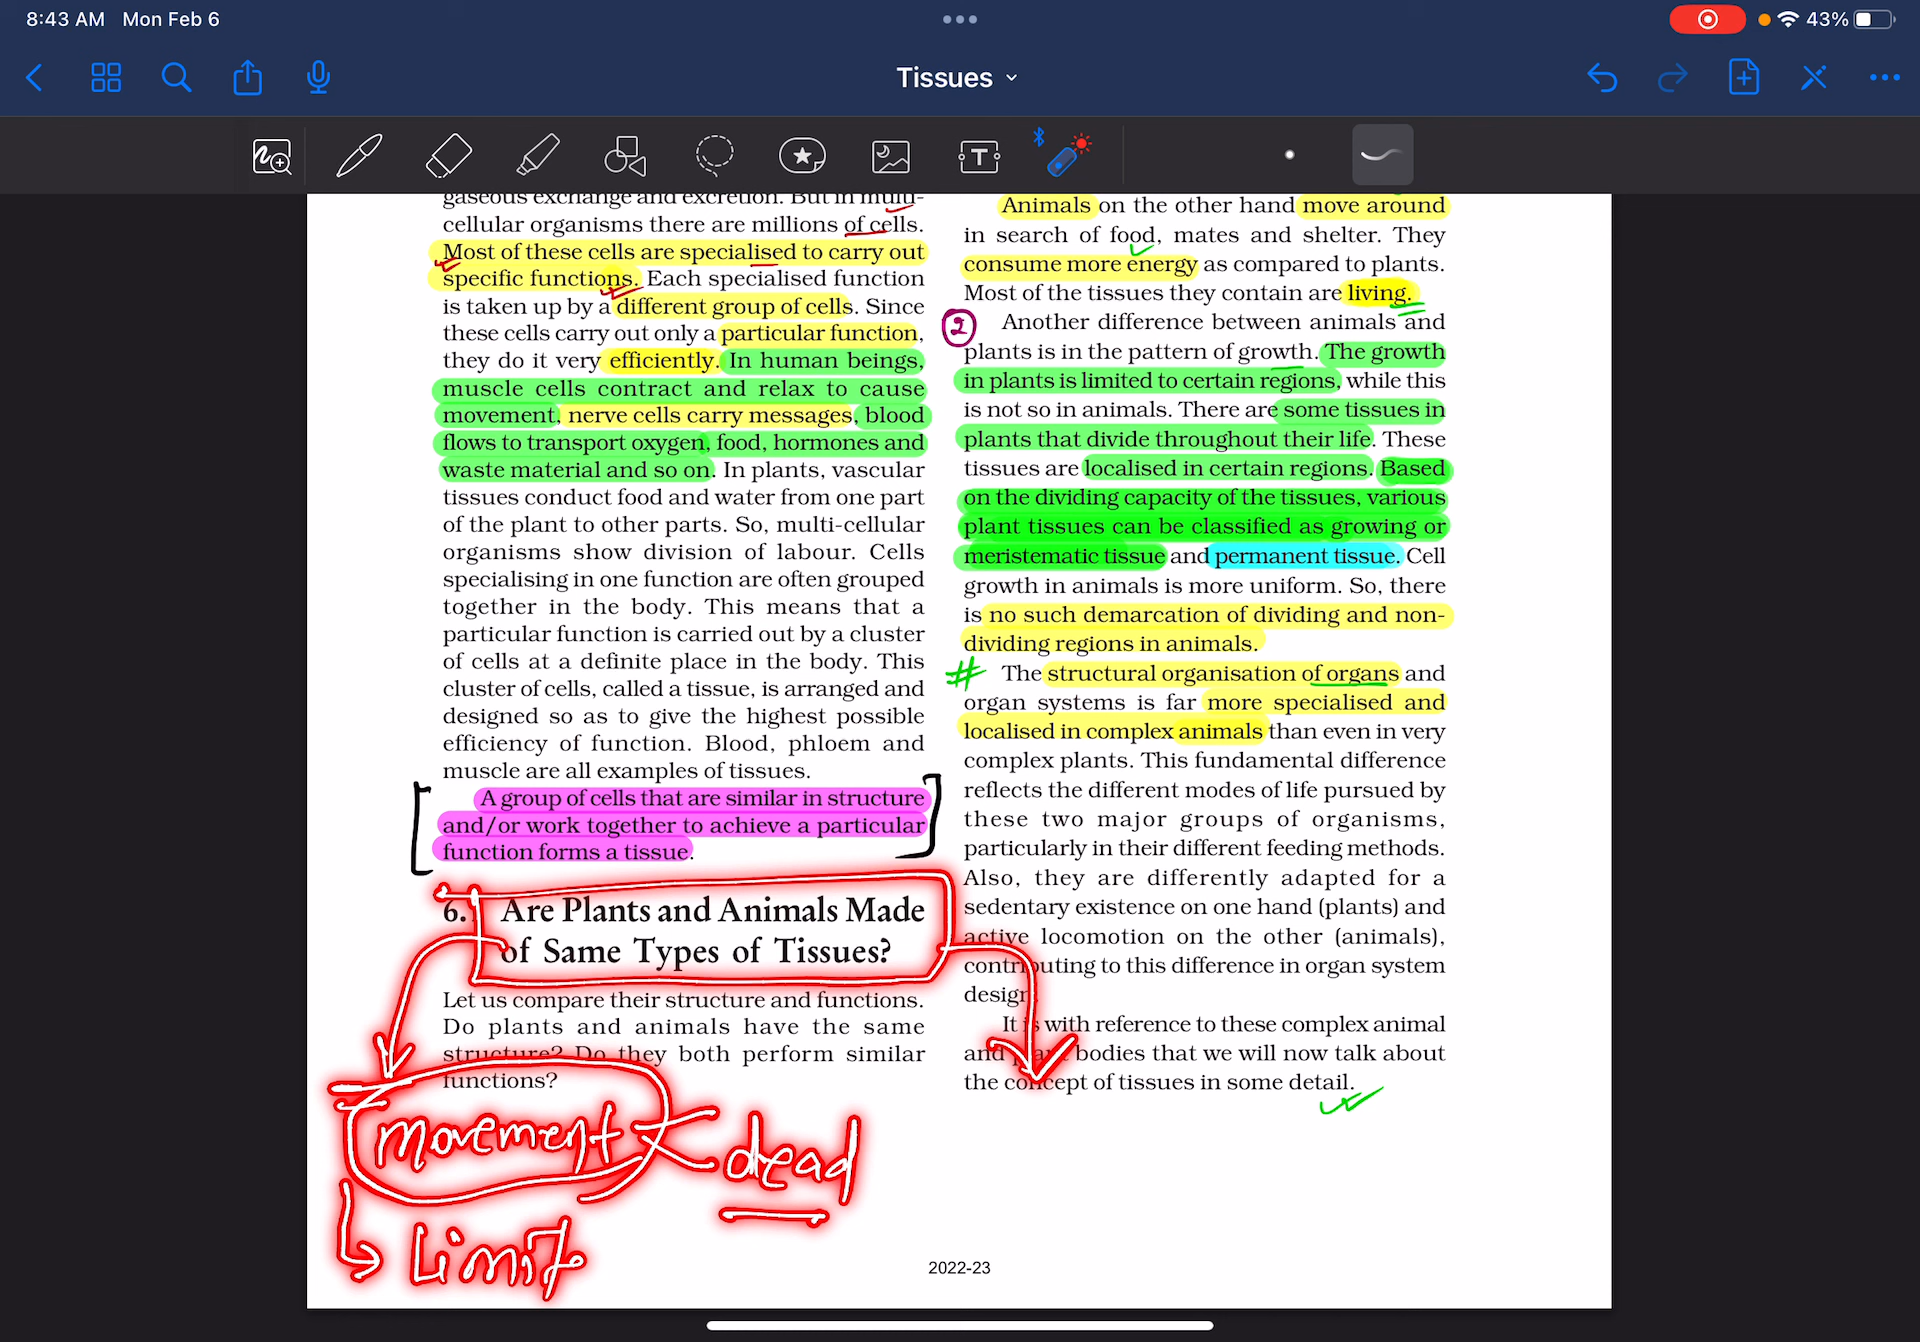 8:43 AM Mon Feb 6
43%
Tissues
T
gaseous exchange and excretion. But in multi-
cellular organisms there are millions of cells.
Most of these cells are specialised to carry out
specific functions. Each specialised function
is taken up by a different group of cells. Since
these cells carry out only a particular function,
they do it very efficiently. In human beings,
muscle cells contract and relax to cause
movement, nerve cells carry messages, blood
flows to transport oxygen, food, hormones and
waste material and so on. In plants, vascular
tissues conduct food and water from one part
of the plant to other parts. So, multi-cellular
organisms show division of labour. Cells
specialising in one function are often grouped
together in the body. This means that a
particular function is carried out by a cluster
of cells at a definite place in the body. This
cluster of cells, called a tissue, is arranged and
designed so as to give the highest possible
efficiency of function. Blood, phloem and
muscle are all examples of tissues.
A group of cells that are similar in structure
and/or work together to achieve a particular
function forms a tissue.
6. Are Plants and Animals Made
of Same Types of Tissues?
Let us compare their structure and functions.
Do plants and animals have the same
structure? Do they both perform similar
functions?
movement
dead
Limit
Animals on the other hand move around
in search of food, mates and shelter. They
consume more energy as compared to plants.
Most of the tissues they contain are living.
2
Another difference between animals and
plants is in the pattern of growth. The growth
in plants is limited to certain regions, while this
is not so in animals. There are some tissues in
plants that divide throughout their life. These
tissues are localised in certain regions. Based
on the dividing capacity of the tissues, various
plant tissues can be classified as growing or
meristematic tissue and permanent tissue. Cell
growth in animals is more uniform. So, there
is no such demarcation of dividing and non-
dividing regions in animals.
# The structural organisation of organs and
organ systems is far more specialised and
localised in complex animals than even in very
complex plants. This fundamental difference
reflects the different modes of life pursued by
these two major groups of organisms,
particularly in their different feeding methods.
Also, they are differently adapted for a
sedentary existence on one hand (plants) and
active locomotion on the other (animals),
contributing to this difference in organ system
design.
It is with reference to these complex animal
and plant bodies that we will now talk about
the concept of tissues in some detail.
2022-23